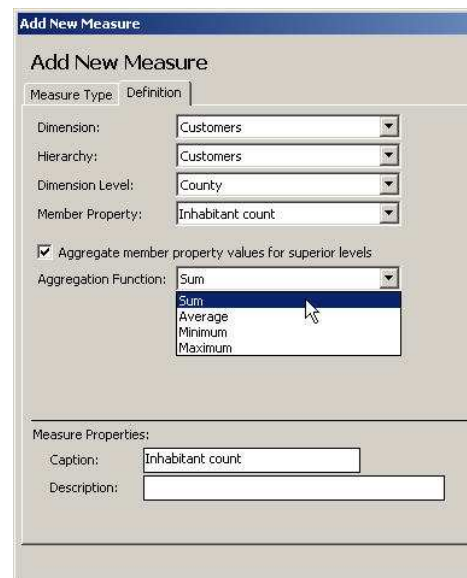 Add New Measure
Add New Measure
Measure Type Definition
Dimension: Customers
Hierarchy: Customers
Dimension Level: County
Member Property: Inhabitant count
Aggregate member property values for superior levels
Aggregation Function: Sum
Sum
Average
Minimum
Maximum
Measure Properties:
Caption: Inhabitant count
Description: